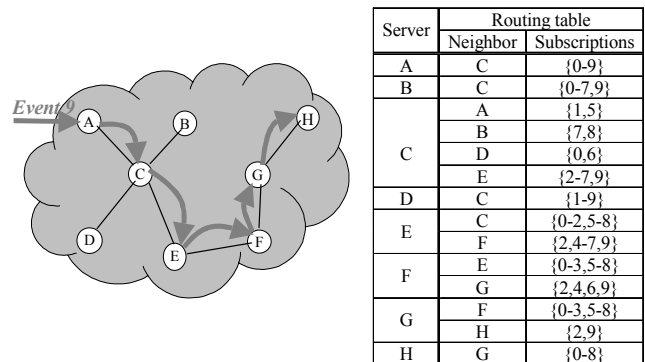 Event 9
A
B
C
D
E
F
G
H
Server Routing table
Neighbor Subscriptions
A C {0-9}
B C {0-7,9}
C A {1,5}
B {7,8}
D {0,6}
E {2-7,9}
D C {1-9}
E C {0-2,5-8}
F {2,4-7,9}
F E {0-3,5-8}
G {2,4,6,9}
G F {0-3,5-8}
H {2,9}
H G {0-8}